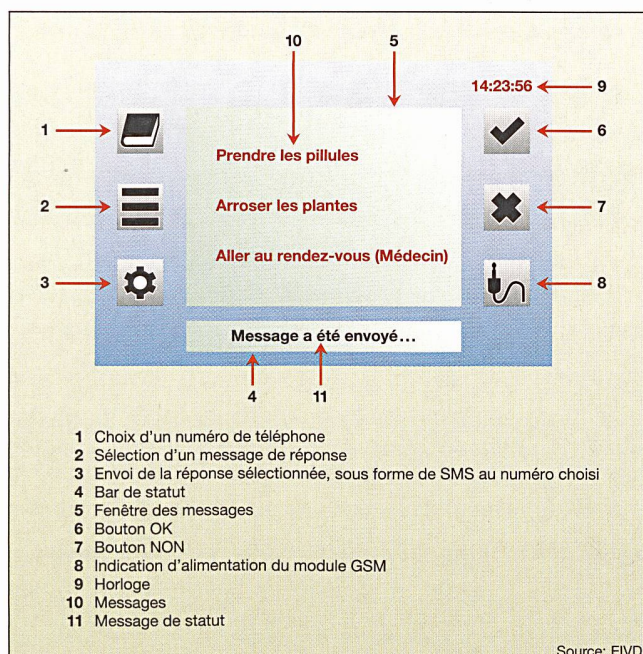 10 5
14:23:56 9
1 6
Prendre les pillules
2 Arroser les plantes 7
Aller au rendez-vous (Médecin)
3 8
Message a été envoyé...
4 11
1 Choix d'un numéro de téléphone
2 Sélection d'un message de réponse
3 Envoi de la réponse sélectionnée, sous forme de SMS au numéro choisi
4 Bar de statut
5 Fenêtre des messages
6 Bouton OK
7 Bouton NON
8 Indication d'alimentation du module GSM
9 Horloge
10 Messages
11 Message de statut
Source: EIVD